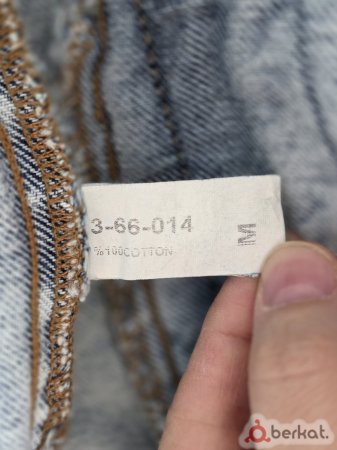 3-66-014
%100COTTON
M
berkat.